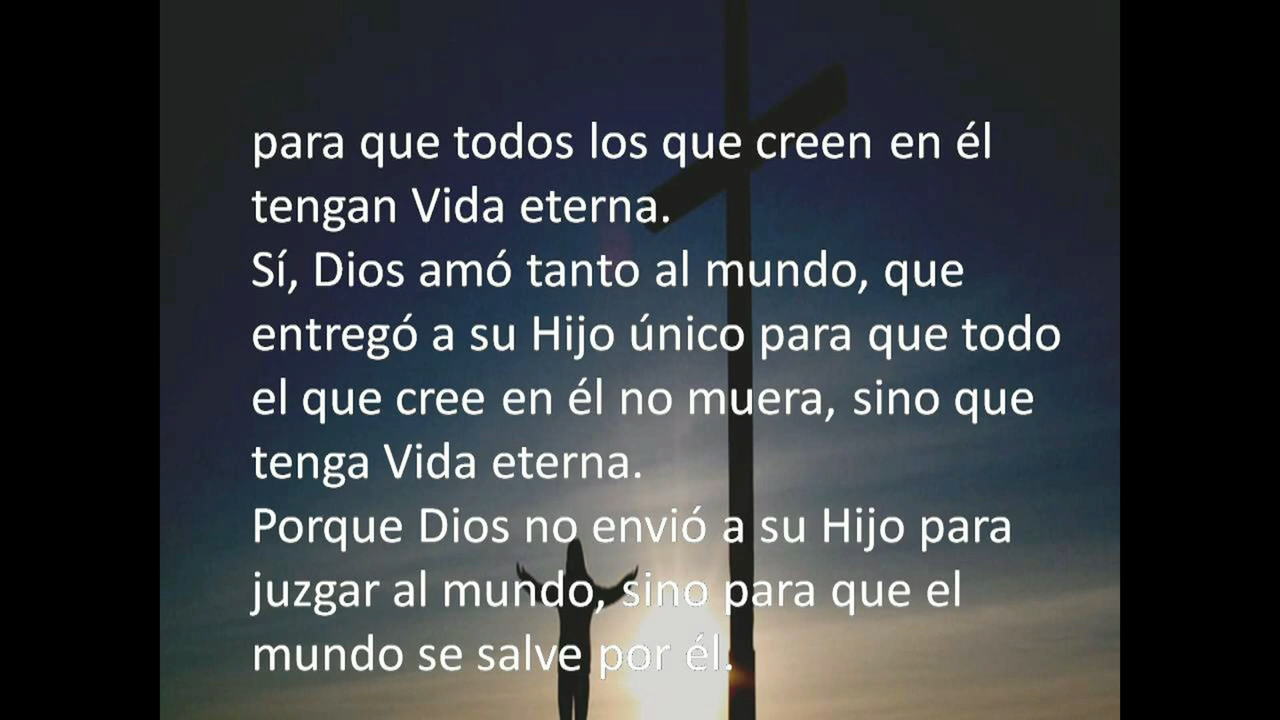 para que todos los que creen en él
tengan Vida eterna.
Sí, Dios amó tanto al mundo, que
entregó a su Hijo único para que todo
el que cree en él no muera, sino que
tenga Vida eterna.
Porque Dios no envió a su Hijo para
juzgar al mundo, sino para que el
mundo se salve por él.